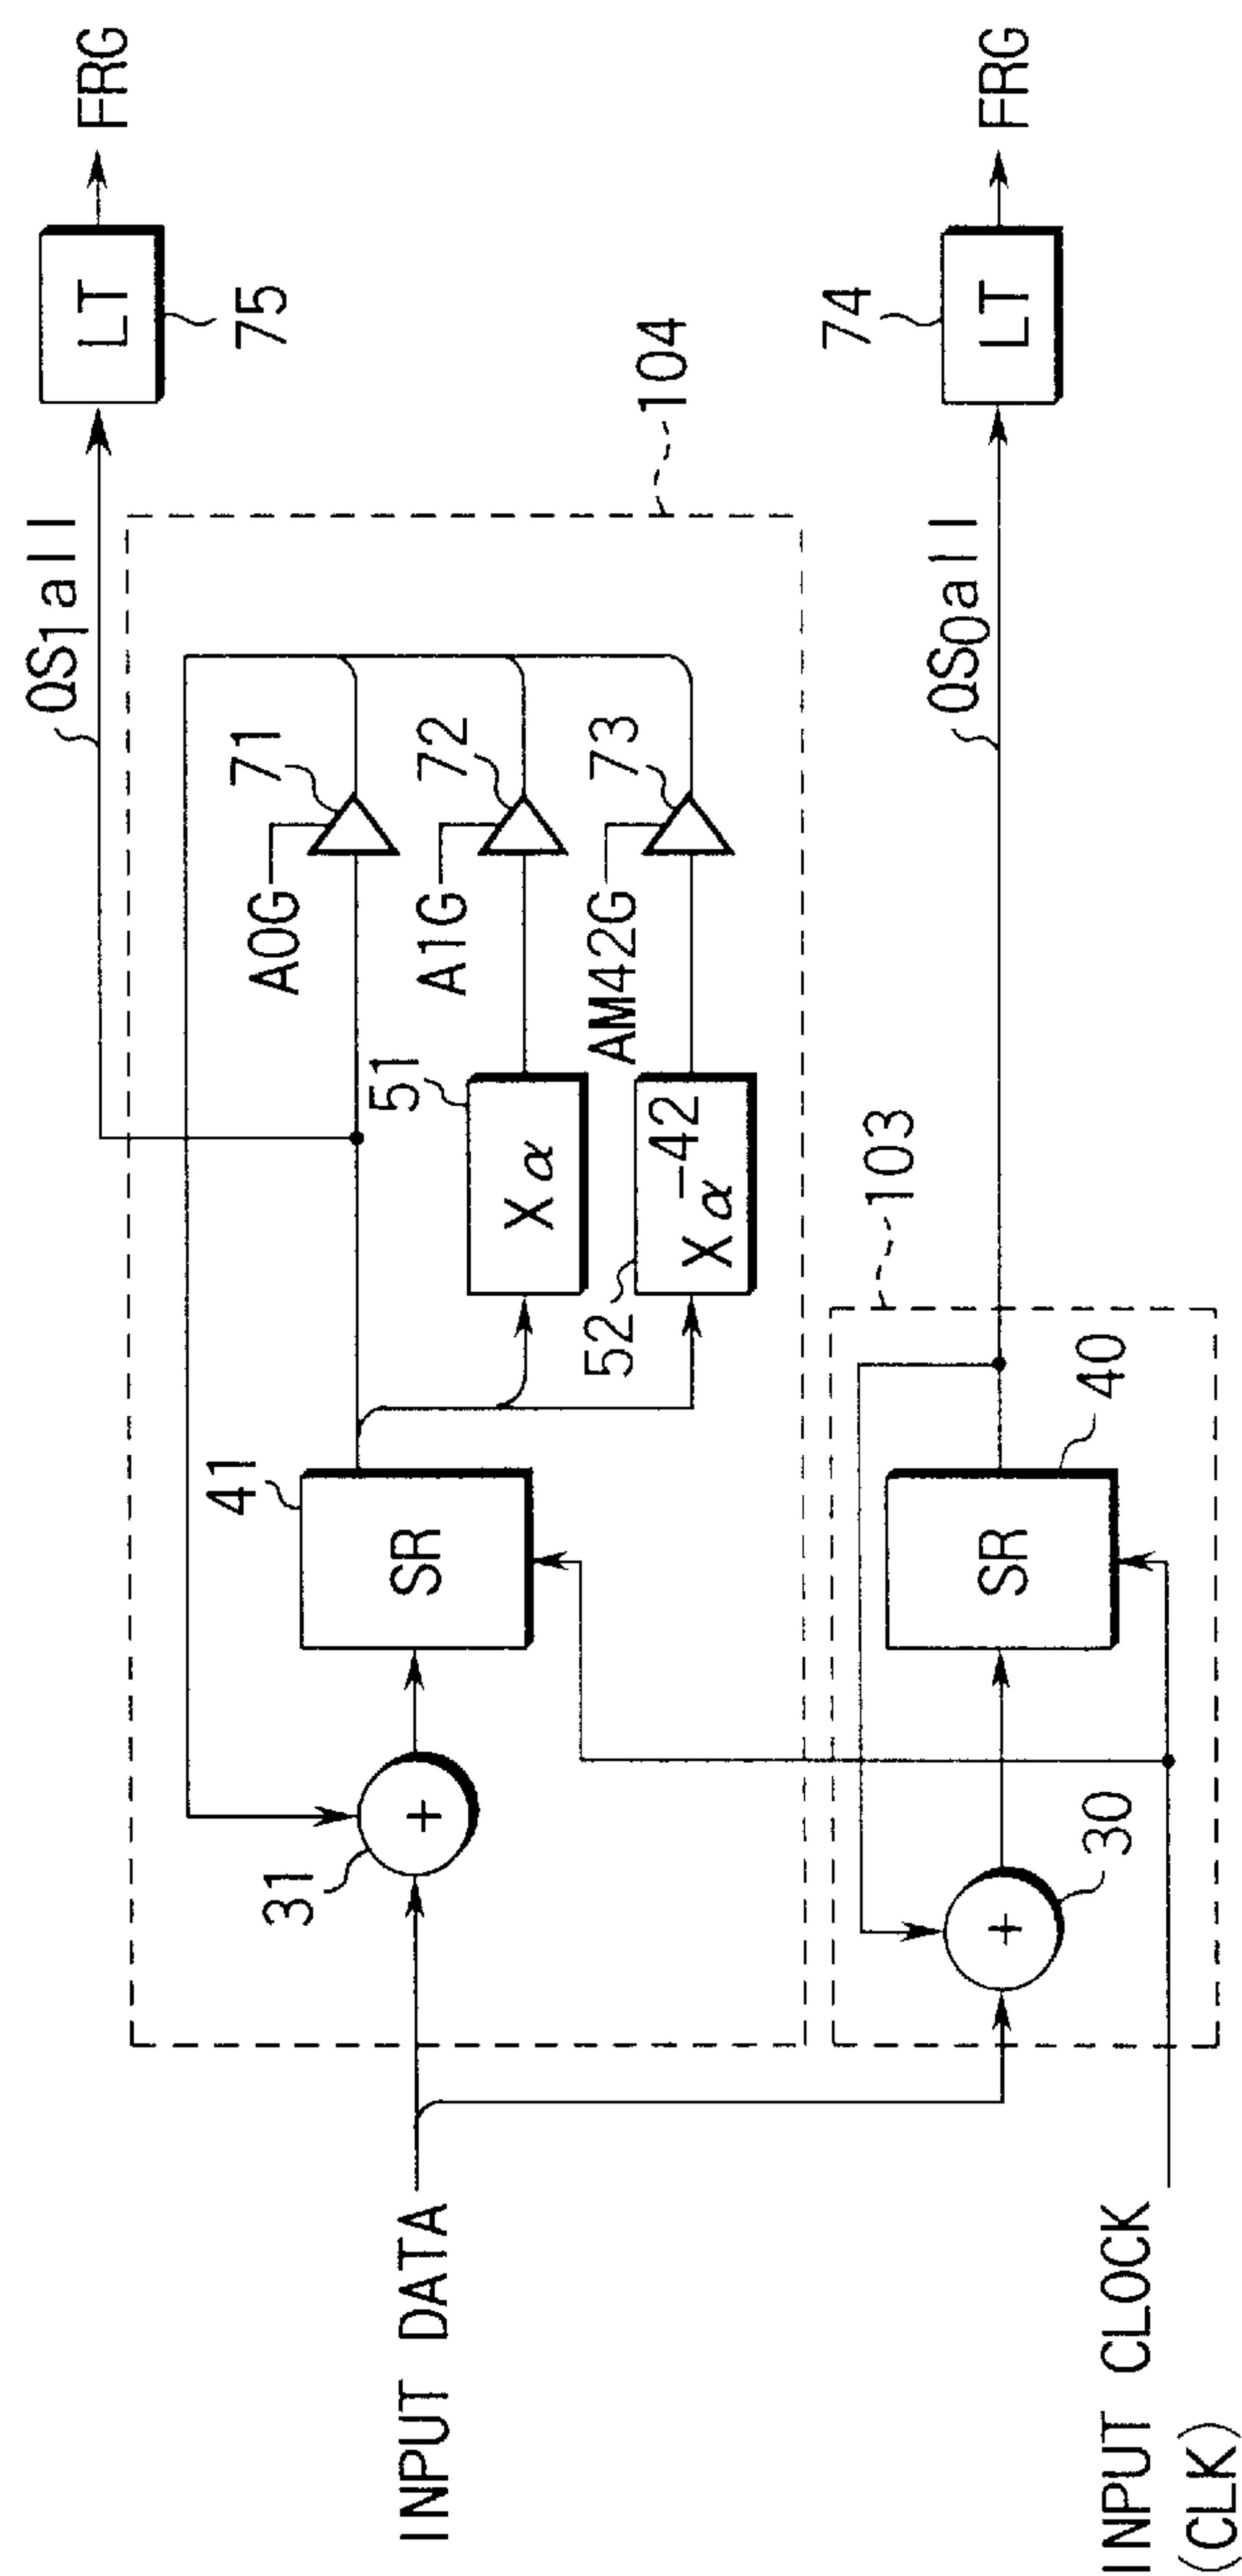 FRG
LT
75
QS1all
104
A0G
71
A1G
72
AM42G
73
51
Xα
52
Xα-42
41
SR
+
31
INPUT DATA
FRG
LT
74
QS0all
103
40
SR
+
30
INPUT CLOCK
(CLK)